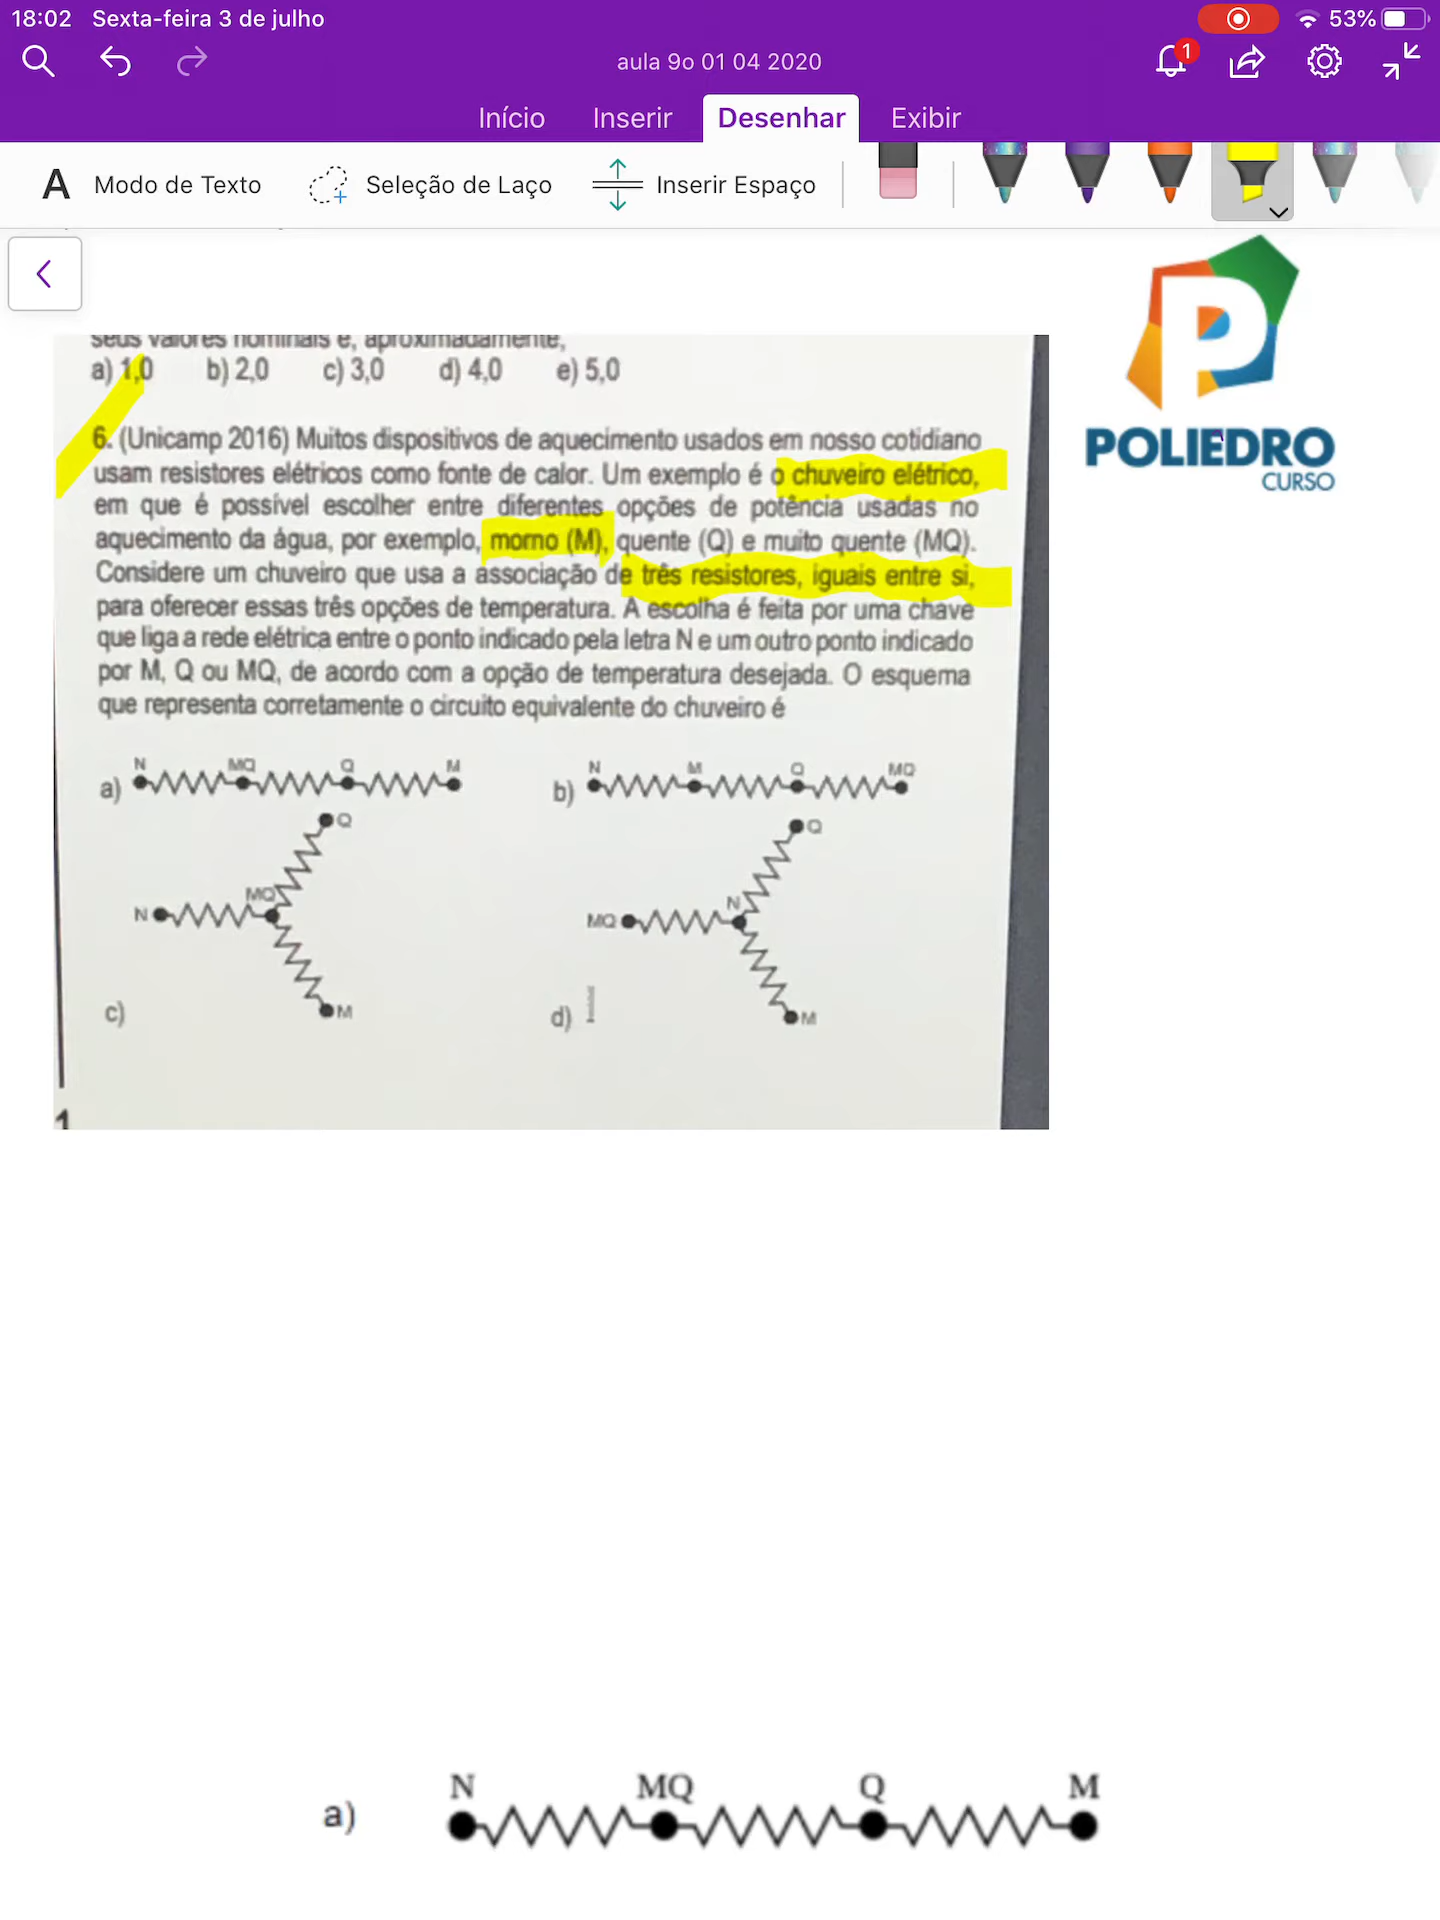 18:02 Sexta-feira 3 de julho
53%
aula 9o 01 04 2020
1
Início Inserir Desenhar Exibir
A Modo de Texto Seleção de Laço Inserir Espaço
seus valores nominais é, aproximadamente,
a) 1,0 b) 2,0 c) 3,0 d) 4,0 e) 5,0
6. (Unicamp 2016) Muitos dispositivos de aquecimento usados em nosso cotidiano
usam resistores elétricos como fonte de calor. Um exemplo é o chuveiro elétrico,
em que é possível escolher entre diferentes opções de potência usadas no
aquecimento da água, por exemplo, morno (M), quente (Q) e muito quente (MQ).
Considere um chuveiro que usa a associação de três resistores, iguais entre si,
para oferecer essas três opções de temperatura. A escolha é feita por uma chave
que liga a rede elétrica entre o ponto indicado pela letra N e um outro ponto indicado
por M, Q ou MQ, de acordo com a opção de temperatura desejada. O esquema
que representa corretamente o circuito equivalente do chuveiro é
a) N MQ Q M
b) N M Q MQ
c) N MQ Q M
d) MQ N Q M
1
P
POLIEDRO
CURSO
a) N MQ Q M